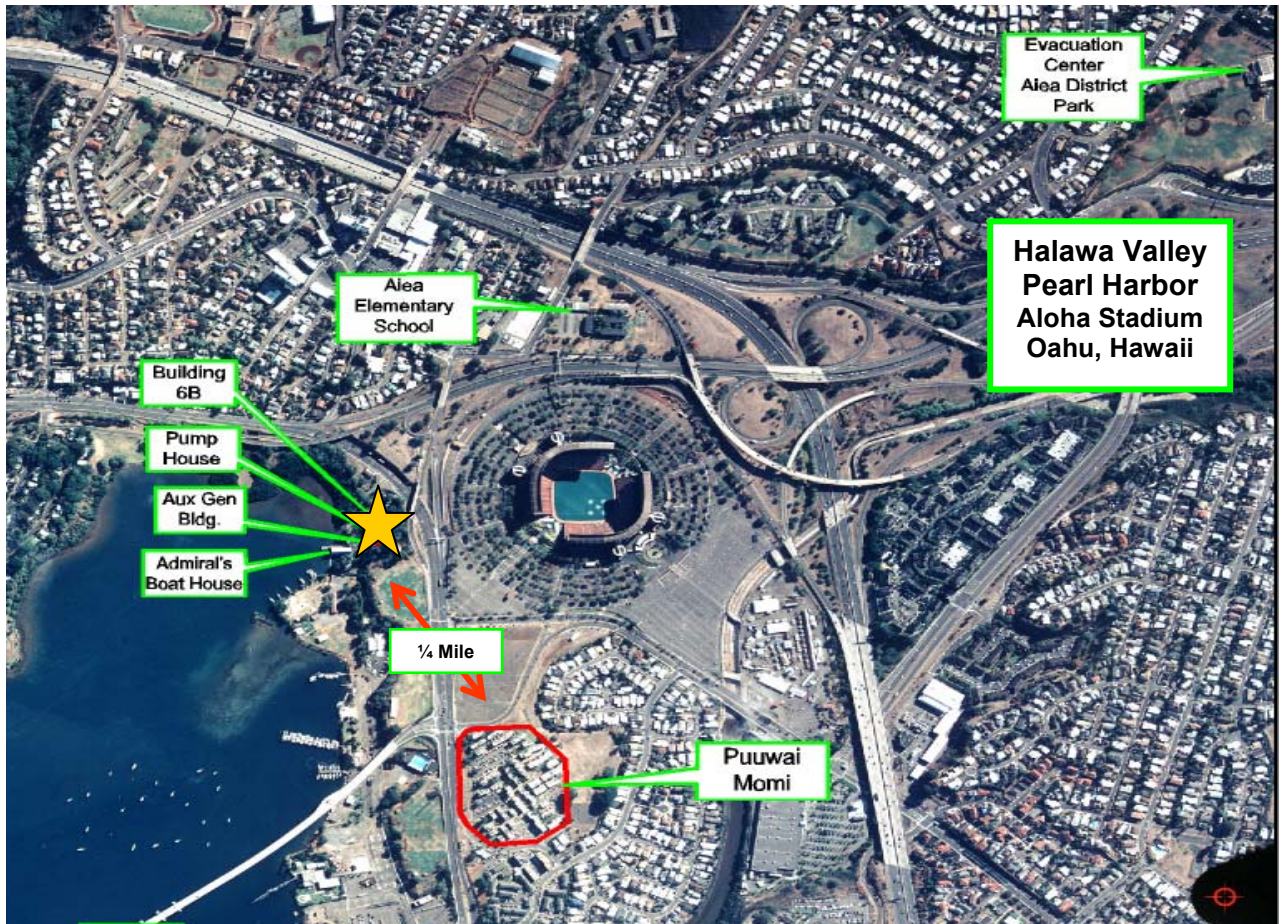 Evacuation
Center
Aiea District
Park
Halawa Valley
Pearl Harbor
Aloha Stadium
Oahu, Hawaii
Aiea
Elementary
School
Building
6B
Pump
House
Aux Gen
Bldg.
Admiral's
Boat House
¼ Mile
Puuwai
Momi